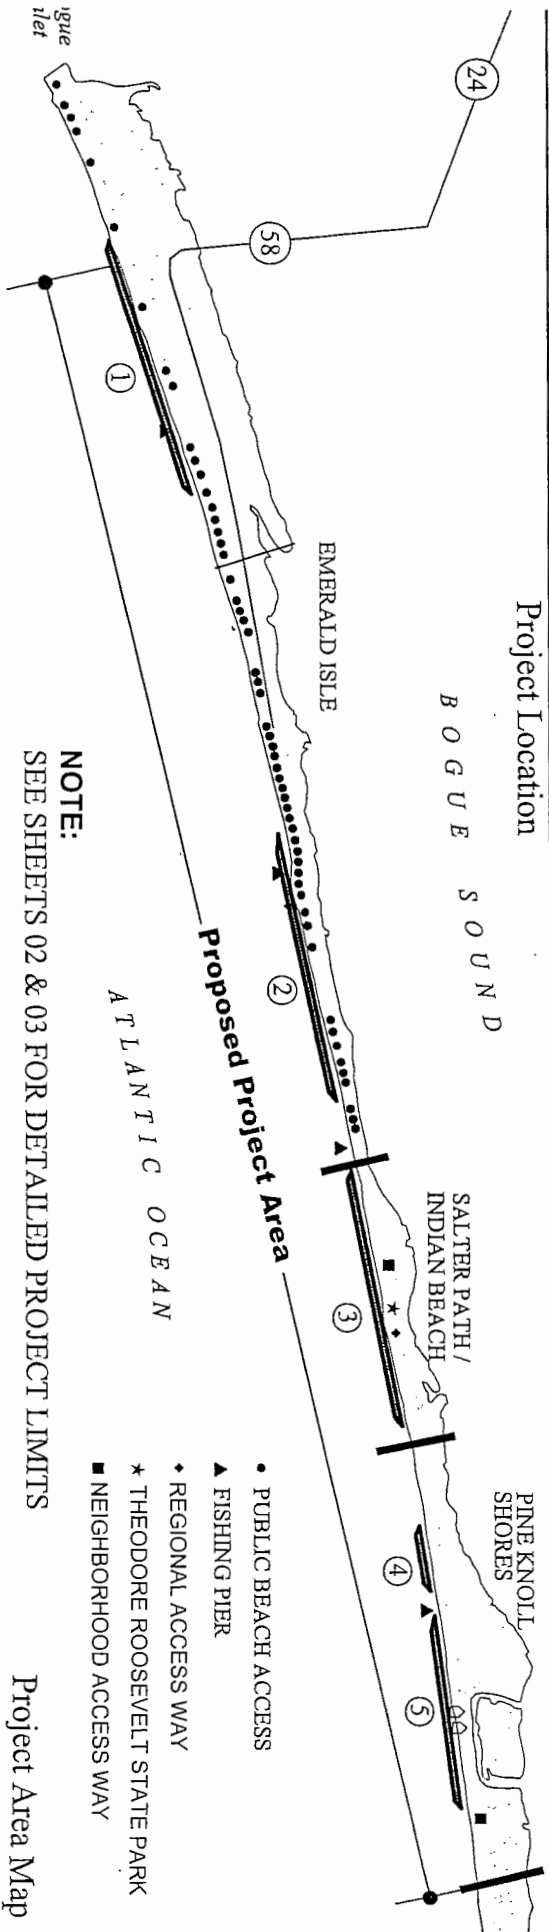 Project Location
24
58
BOGUE SOUND
EMERALD ISLE
SALTER PATH /
INDIAN BEACH
PINE KNOLL
SHORES
1
2
3
4
5
Proposed Project Area
ATLANTIC OCEAN
PUBLIC BEACH ACCESS
FISHING PIER
REGIONAL ACCESS WAY
THEODORE ROOSEVELT STATE PARK
NEIGHBORHOOD ACCESS WAY
NOTE:
SEE SHEETS 02 & 03 FOR DETAILED PROJECT LIMITS
Project Area Map